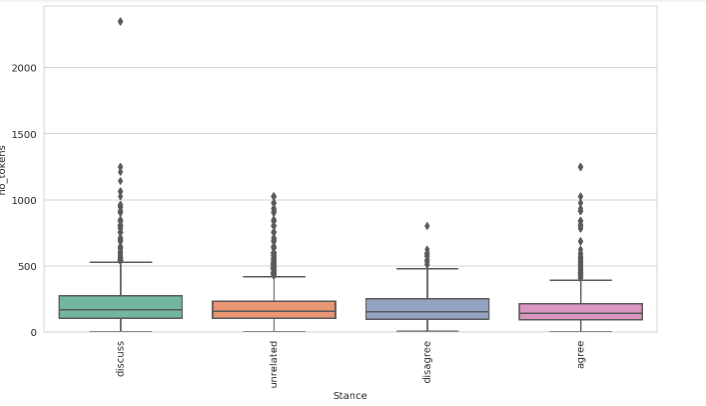 no_tokens
2000
1500
1000
500
0
discuss
unrelated
disagree
agree
Stance